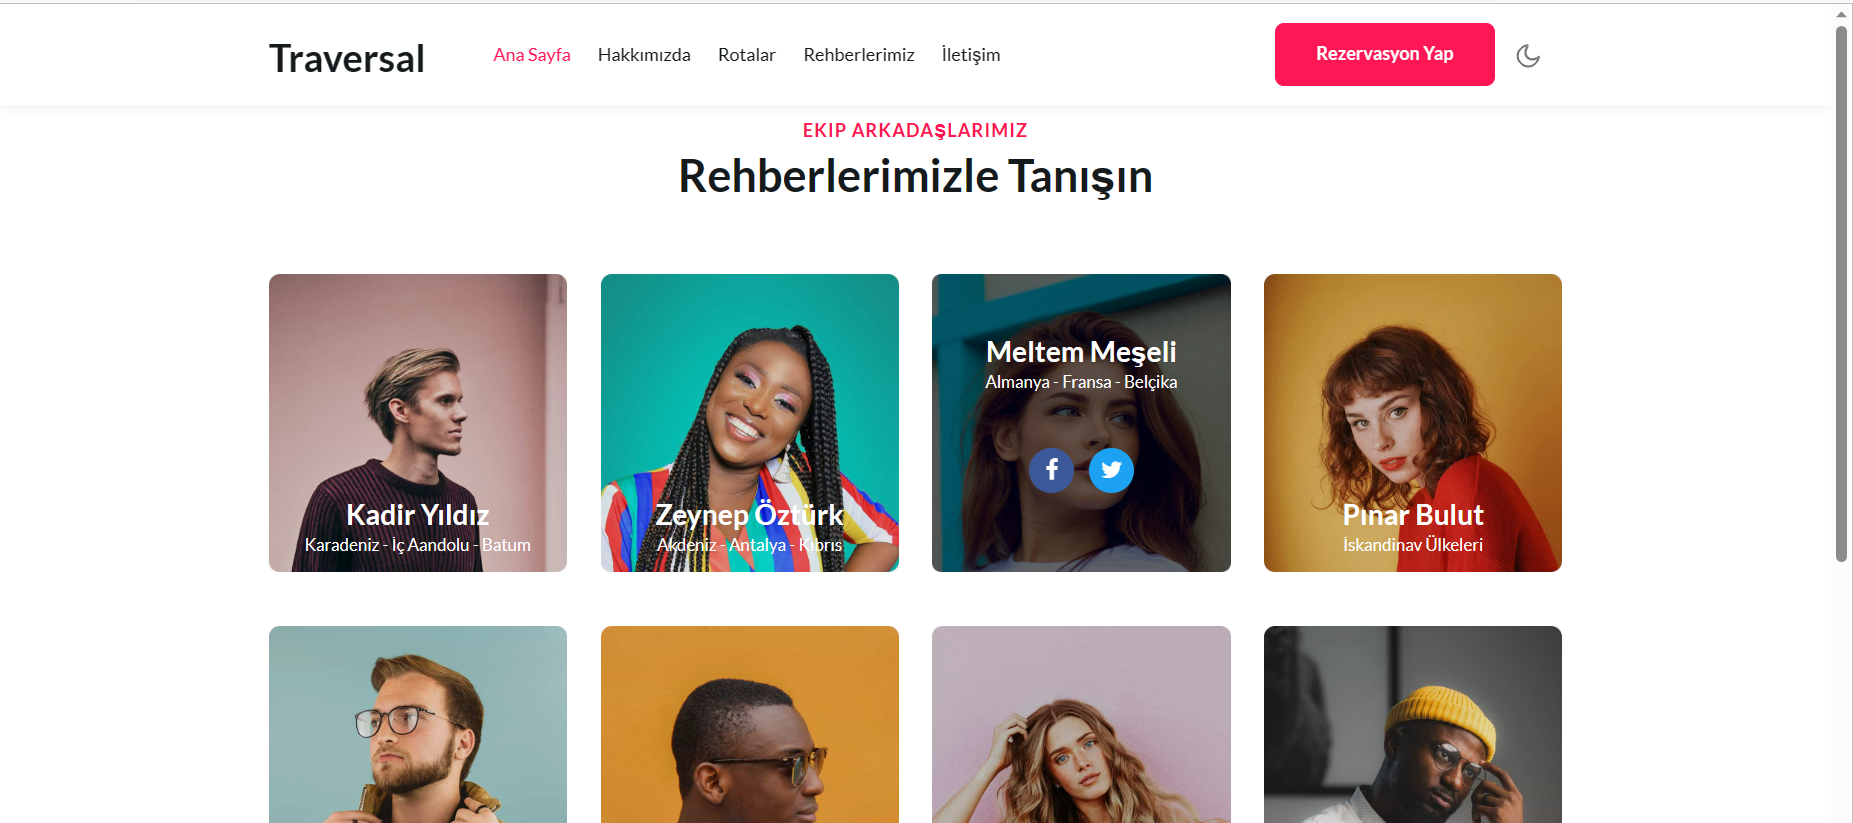 Traversal
Ana Sayfa
Hakkımızda
Rotalar
Rehberlerimiz
İletişim
Rezervasyon Yap
EKIP ARKADAŞLARIMIZ
Rehberlerimizle Tanışın
Kadir Yıldız
Karadeniz - İç Aandolu - Batum
Zeynep Öztürk
Akdeniz - Antalya - Kıbrıs
Meltem Meşeli
Almanya - Fransa - Belçika
Pınar Bulut
İskandinav Ülkeleri